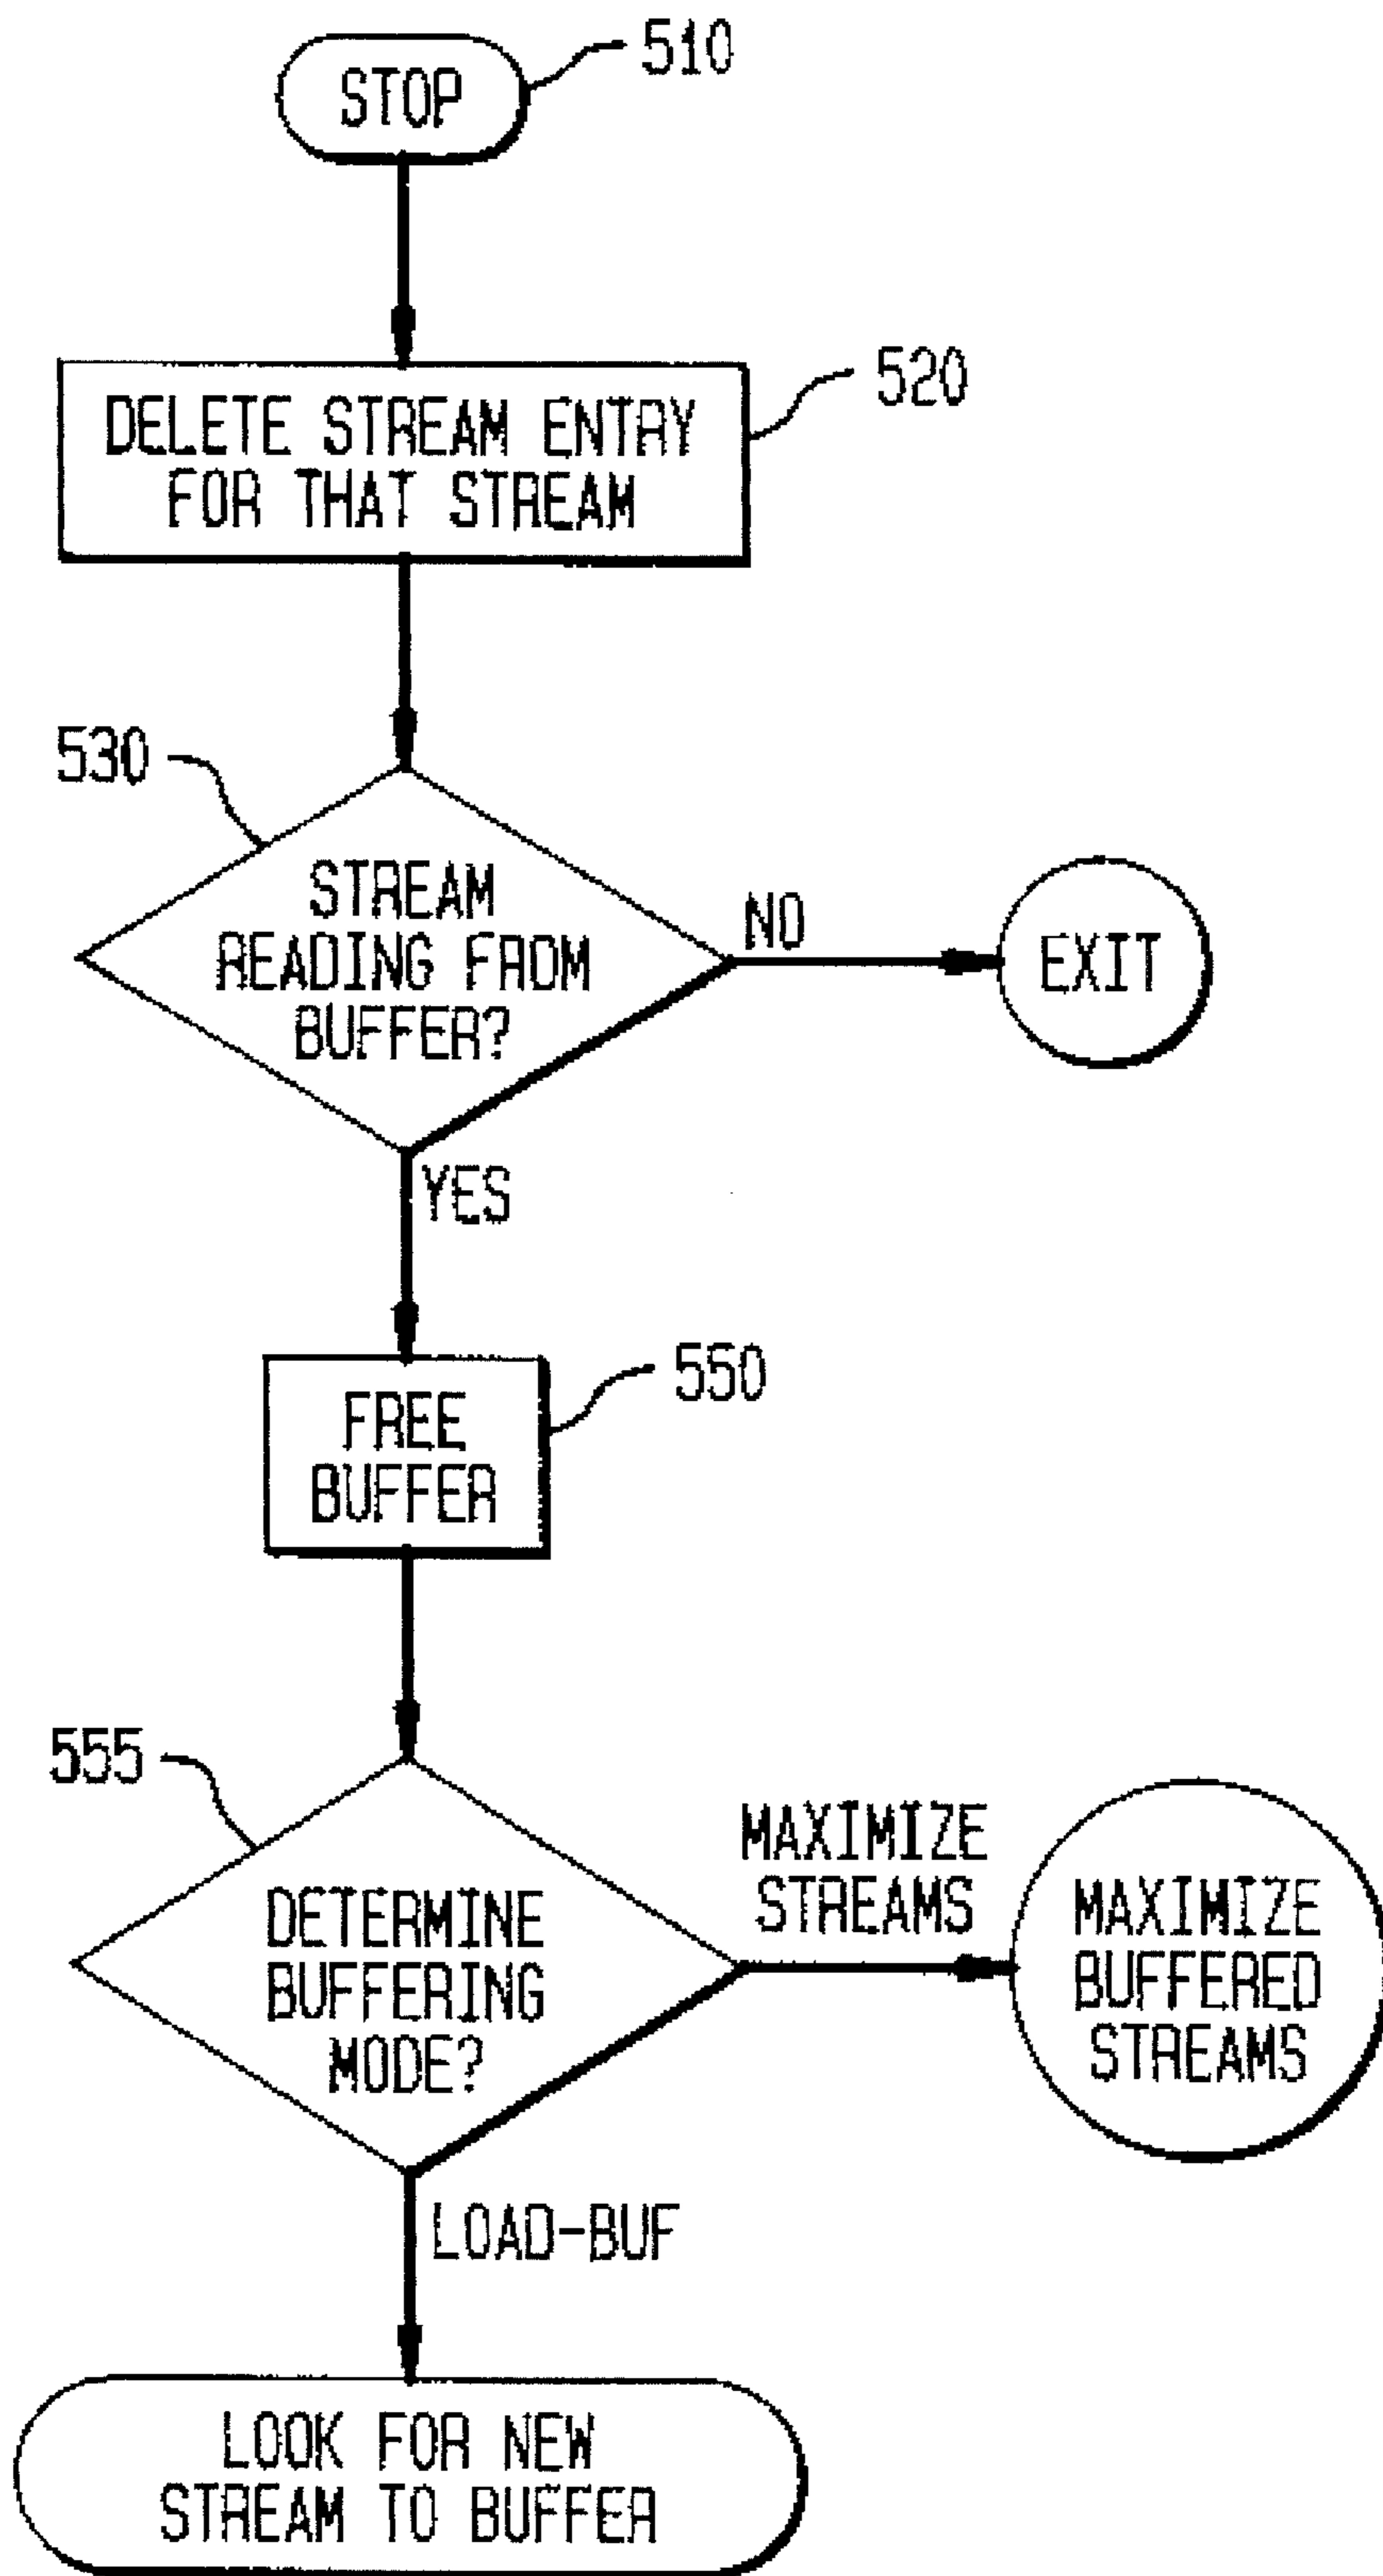 STOP
510
DELETE STREAM ENTRY
FOR THAT STREAM
520
530
STREAM
READING FROM
BUFFER?
NO
EXIT
YES
FREE
BUFFER
550
555
DETERMINE
BUFFERING
MODE?
MAXIMIZE
STREAMS
MAXIMIZE
BUFFERED
STREAMS
LOAD-BUF
LOOK FOR NEW
STREAM TO BUFFER